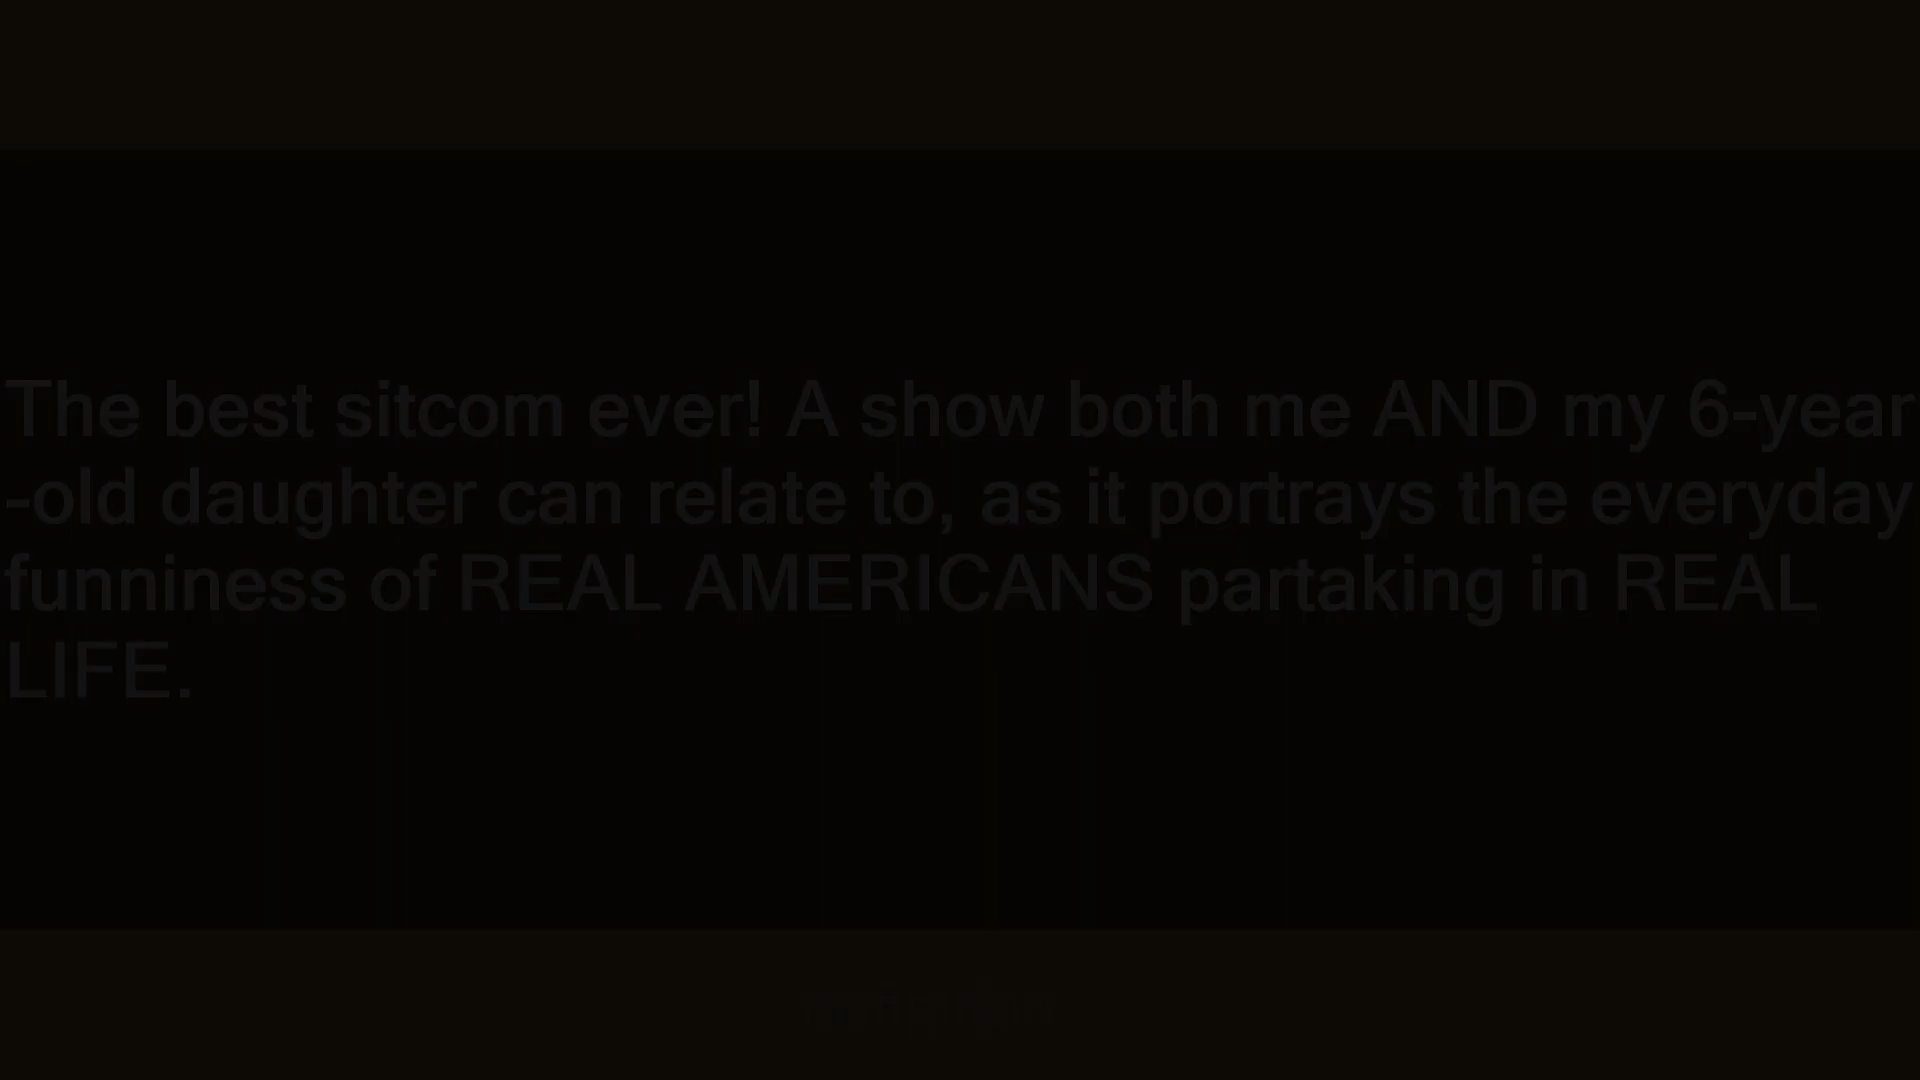 The best sitcom ever! A show both me AND my 6-year
-old daughter can relate to, as it portrays the everyday
funniness of REAL AMERICANS partaking in REAL
LIFE.